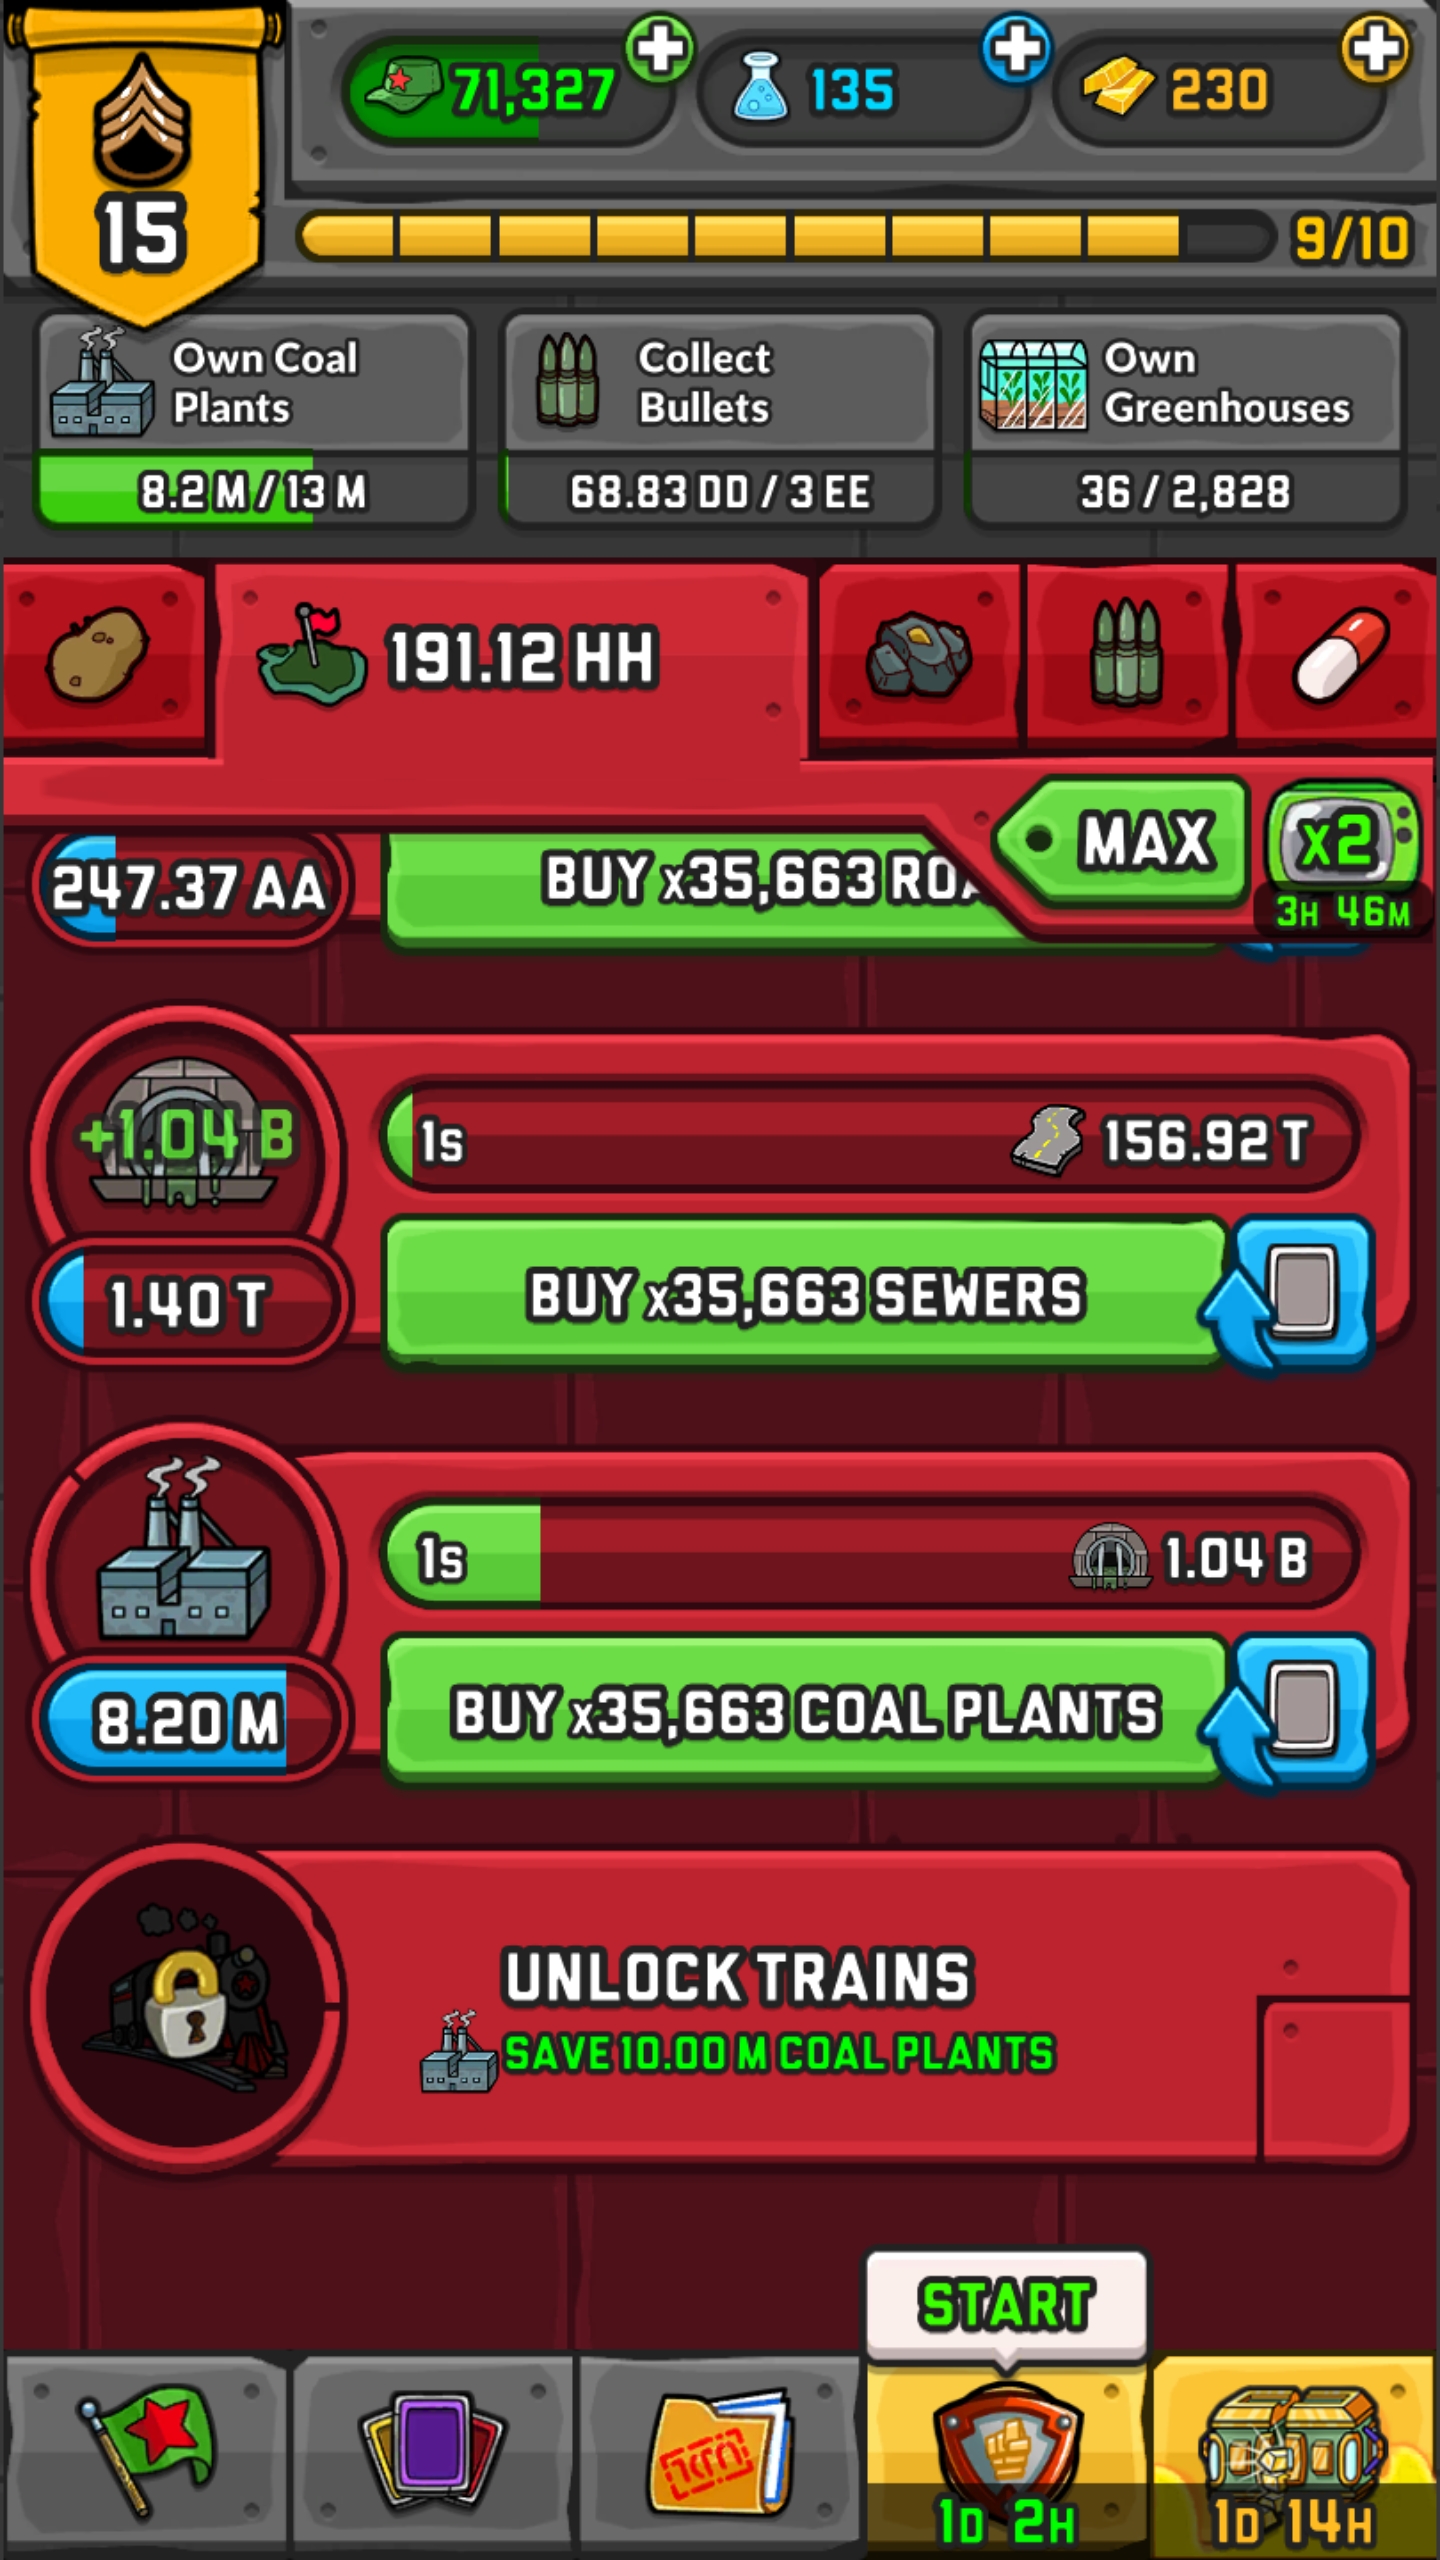 71,327
135
230
15
9/10
Own Coal
Plants
Collect
Bullets
Own
Greenhouses
8.2 M / 13 M
68.83 DD / 3 EE
36 / 2,828
191.12 HH
MAX
x2
3H 46M
247.37 AA
BUY x35,663
+1.04 B
1s
156.92 T
1.40 T
BUY x35,663 SEWERS
1s
1.04 B
8.20 M
BUY x35,663 COAL PLANTS
UNLOCK TRAINS
SAVE 10.00 M COAL PLANTS
START
1D 2H
1D 14H